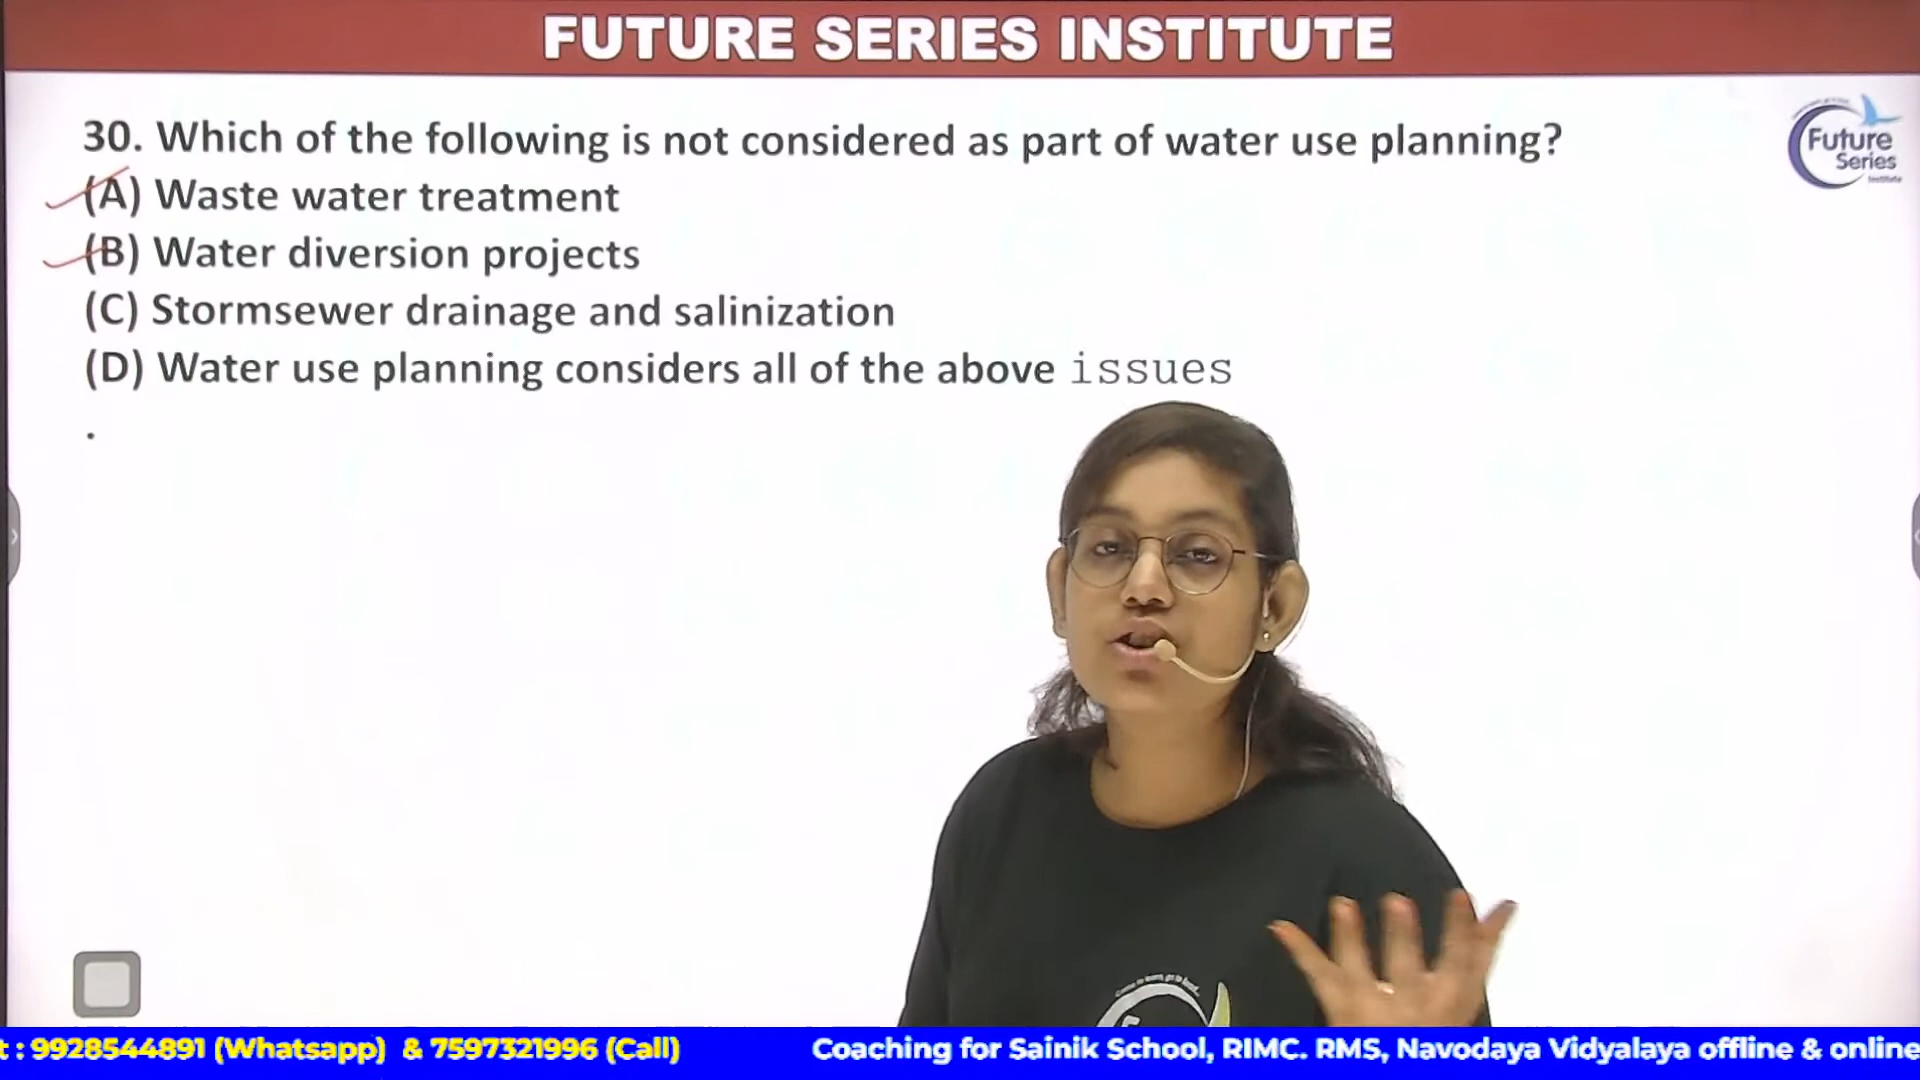 FUTURE SERIES INSTITUTE
Future
Series
Institute
30. Which of the following is not considered as part of water use planning?
(A) Waste water treatment
(B) Water diversion projects
(C) Stormsewer drainage and salinization
(D) Water use planning considers all of the above issues
.
t : 9928544891 (Whatsapp) & 7597321996 (Call) Coaching for Sainik School, RIMC. RMS, Navodaya Vidyalaya offline & online